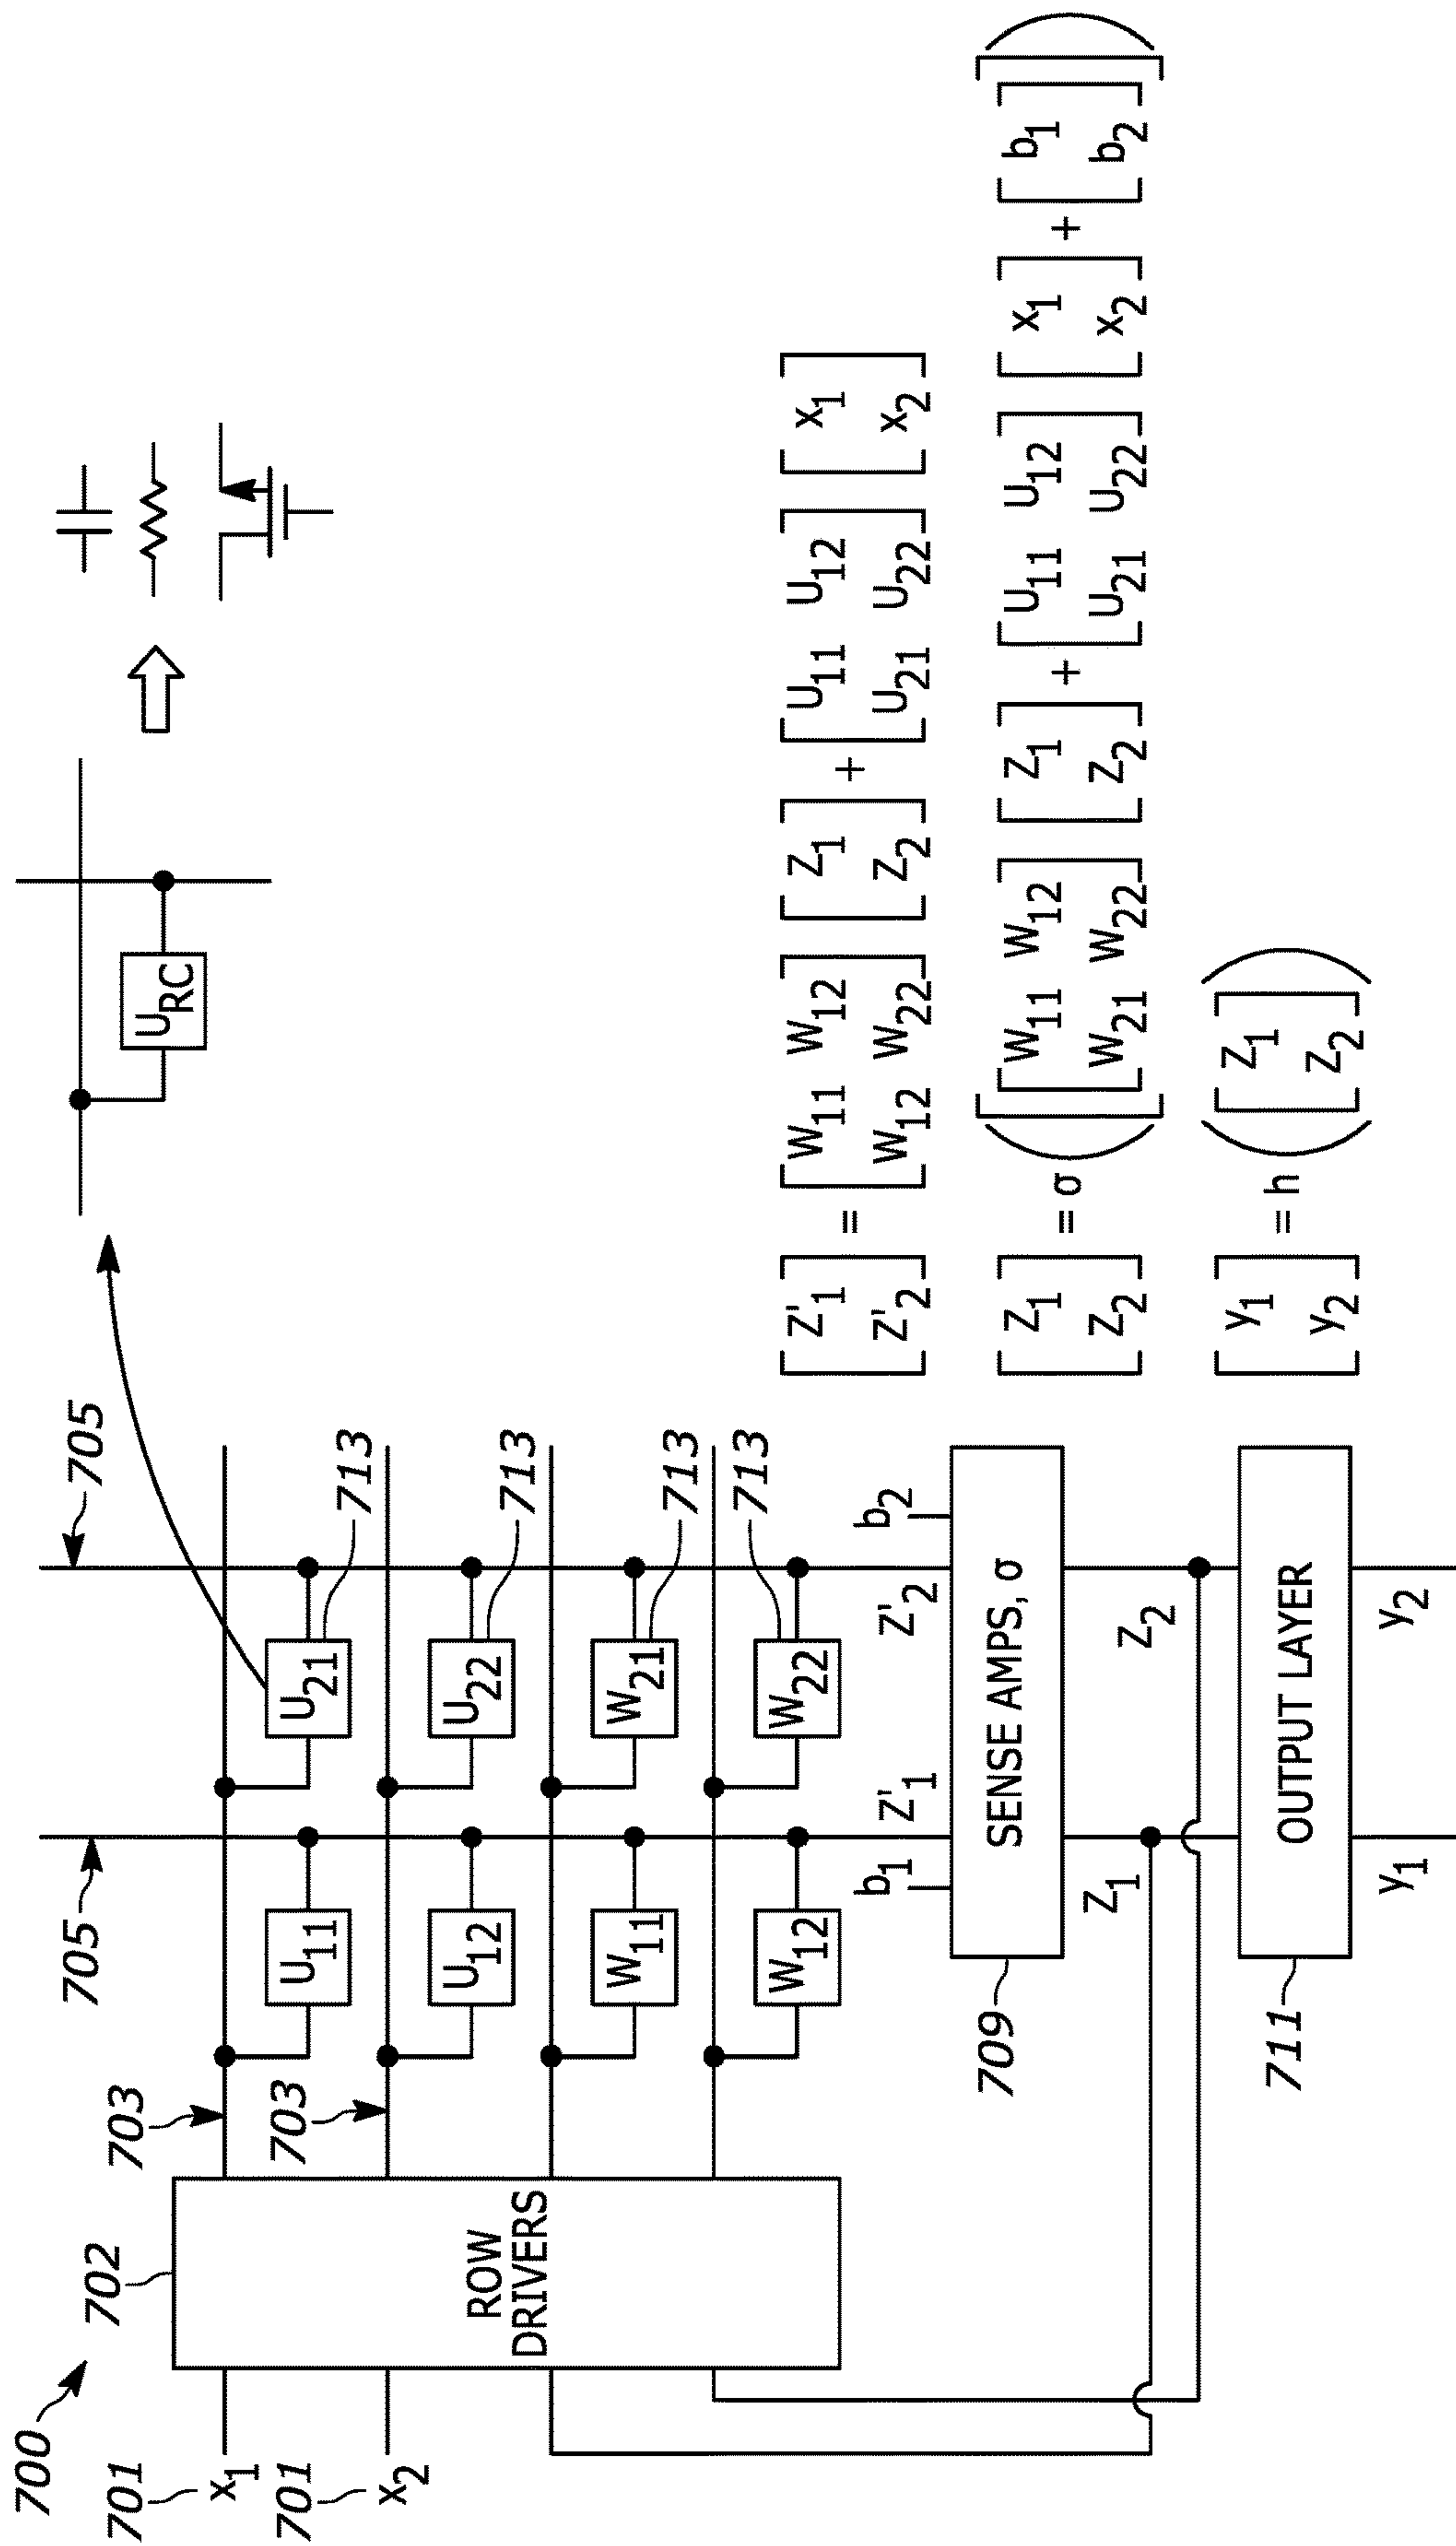 700
702
703
705
705
701
x₁
U₁₁
U₂₁
713
U_RC
701
x₂
703
U₁₂
U₂₂
713
ROW
DRIVERS
W₁₁
W₂₁
713
W₁₂
W₂₂
713
b₁ Z'₁ Z'₂ b₂
709
SENSE AMPS, σ
Z₁ Z₂
711
OUTPUT LAYER
y₁ y₂
[Z'₁] = [W₁₁ W₁₂] [Z₁] + [U₁₁ U₁₂] [x₁]
[Z'₂] [W₁₂ W₂₂] [Z₂] [U₂₁ U₂₂] [x₂]
[Z₁] = σ ([[W₁₁ W₁₂] [Z₁] + [U₁₁ U₁₂] [x₁] + [b₁]])
[Z₂] [W₂₁ W₂₂] [Z₂] [U₂₁ U₂₂] [x₂] [b₂]
[y₁] = h ([Z₁])
[y₂] [Z₂]